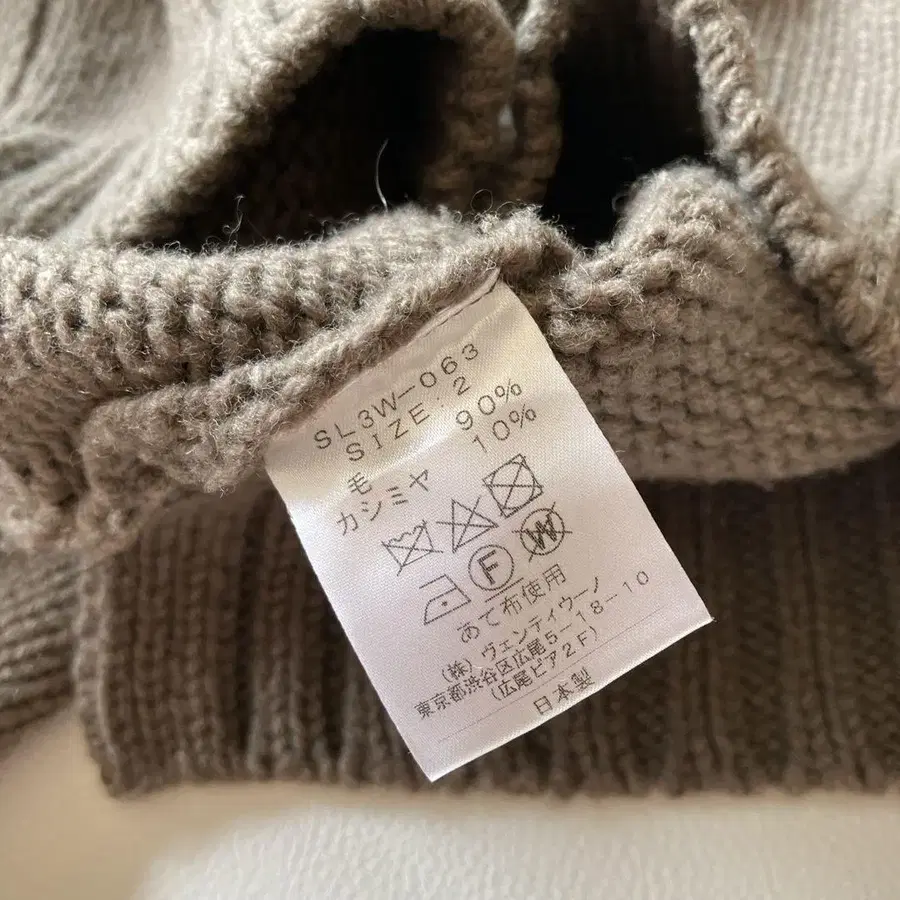 SL3W-063
SIZE:2
毛 90%
カシミヤ 10%
F W
あて布使用
(株) ヴェンティウーノ
東京都渋谷区広尾5-18-10
(広尾ピア2F)
日本製